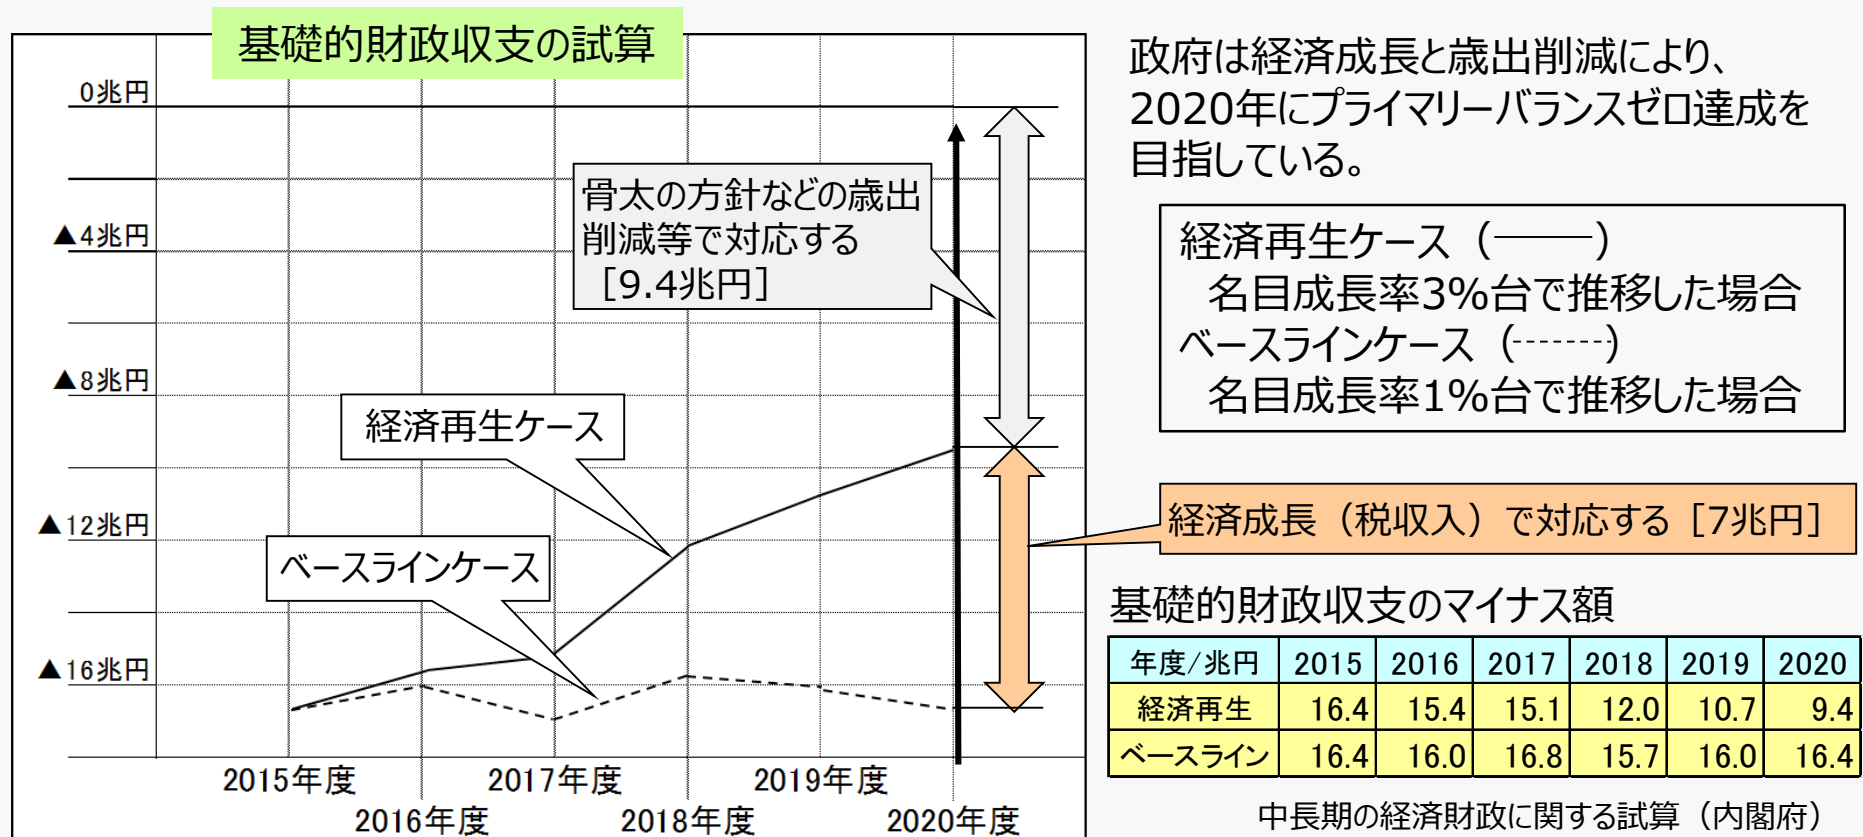 基礎的財政収支の試算
0兆円
▲4兆円
▲8兆円
▲12兆円
▲16兆円
骨太の方針などの歳出
削減等で対応する
[9.4兆円]
経済再生ケース
ベースラインケース
2015年度
2016年度
2017年度
2018年度
2019年度
2020年度
政府は経済成長と歳出削減により、
2020年にプライマリーバランスゼロ達成を
目指している。
経済再生ケース（―――）
名目成長率3%台で推移した場合
ベースラインケース（-------）
名目成長率1%台で推移した場合
経済成長（税収入）で対応する［7兆円］
基礎的財政収支のマイナス額
年度/兆円 2015 2016 2017 2018 2019 2020
経済再生 16.4 15.4 15.1 12.0 10.7 9.4
ベースライン 16.4 16.0 16.8 15.7 16.0 16.4
中長期の経済財政に関する試算（内閣府）